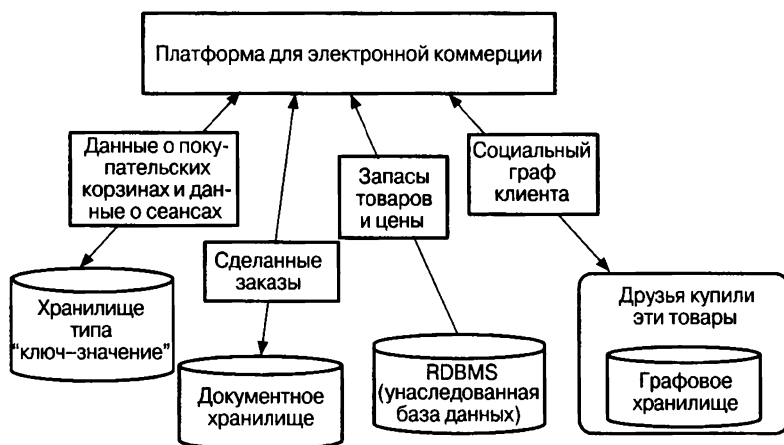 Платформа для электронной коммерции
Данные о поку-
пательских
корзинах и дан-
ные о сеансах
Запасы
товаров
и цены
Социальный
граф
клиента
Сделанные
заказы
Хранилище
типа
“ключ–значение”
Документное
хранилище
RDBMS
(унаследованная
база данных)
Друзья купили
эти товары
Графовое
хранилище